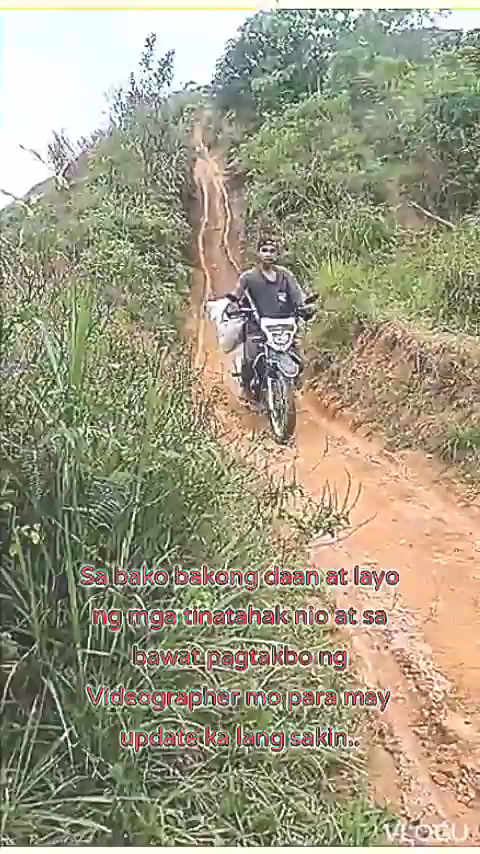 Sa bako bakong daan at layo
ng mga tinatahak nio at sa
bawat pagtakbo ng
Videographer mo para may
update ka lang sakin..
VLOGU